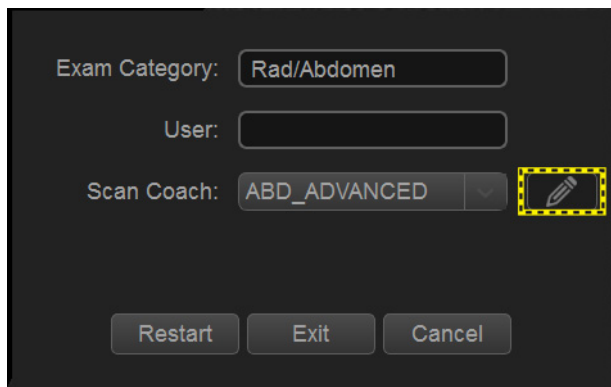 Exam Category: Rad/Abdomen
User:
Scan Coach: ABD_ADVANCED
Restart Exit Cancel